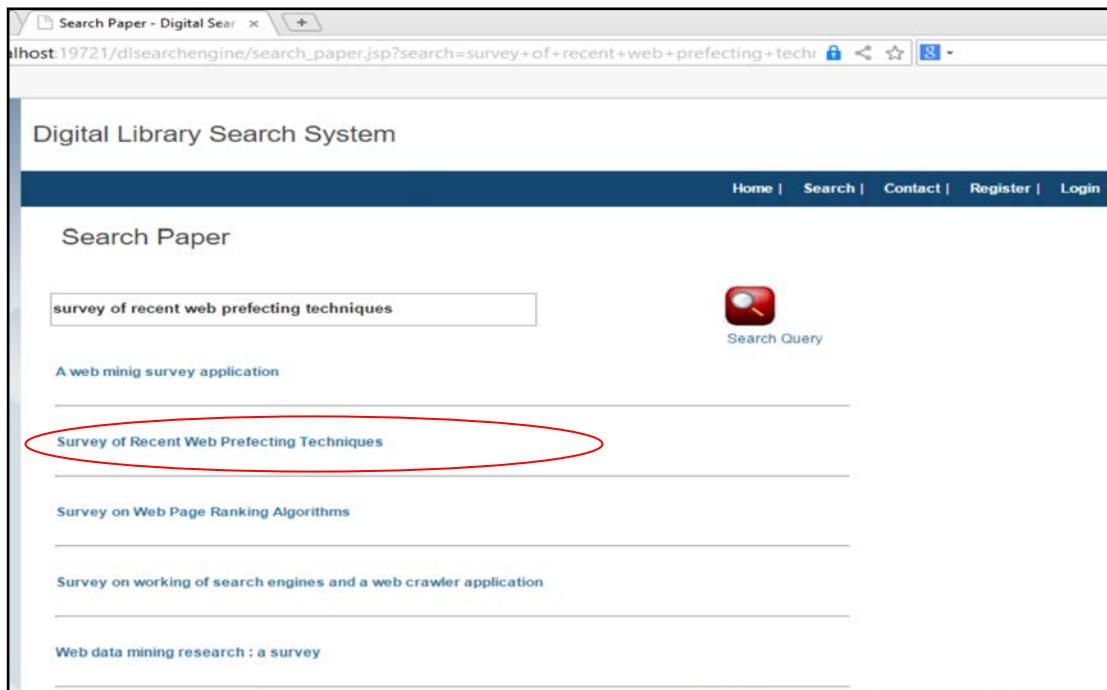 Search Paper - Digital Sear × +
lhost:19721/dlsearchengine/search_paper.jsp?search=survey+of+recent+web+prefecting+techr 8
Digital Library Search System
Home | Search | Contact | Register | Login
Search Paper
survey of recent web prefecting techniques
Search Query
A web minig survey application
Survey of Recent Web Prefecting Techniques
Survey on Web Page Ranking Algorithms
Survey on working of search engines and a web crawler application
Web data mining research : a survey